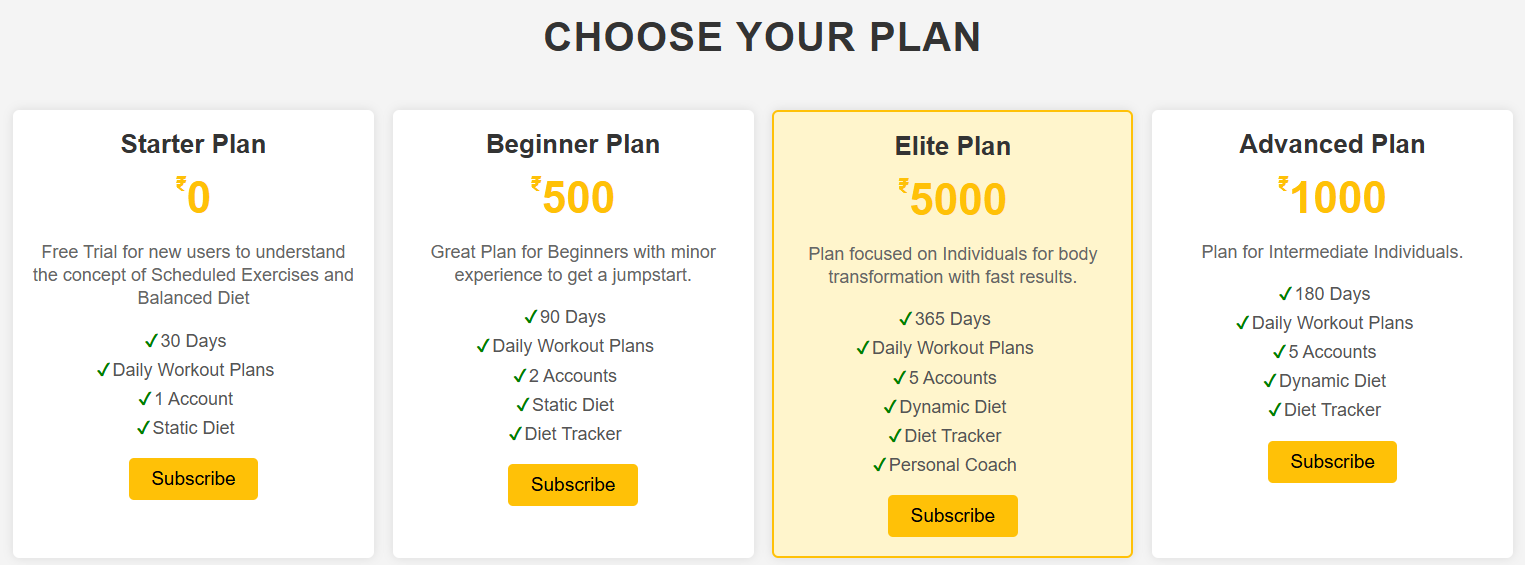 CHOOSE YOUR PLAN
Starter Plan
₹0
Free Trial for new users to understand
the concept of Scheduled Exercises and
Balanced Diet
✓30 Days
✓Daily Workout Plans
✓1 Account
✓Static Diet
Subscribe
Beginner Plan
₹500
Great Plan for Beginners with minor
experience to get a jumpstart.
✓90 Days
✓Daily Workout Plans
✓2 Accounts
✓Static Diet
✓Diet Tracker
Subscribe
Elite Plan
₹5000
Plan focused on Individuals for body
transformation with fast results.
✓365 Days
✓Daily Workout Plans
✓5 Accounts
✓Dynamic Diet
✓Diet Tracker
✓Personal Coach
Subscribe
Advanced Plan
₹1000
Plan for Intermediate Individuals.
✓180 Days
✓Daily Workout Plans
✓5 Accounts
✓Dynamic Diet
✓Diet Tracker
Subscribe